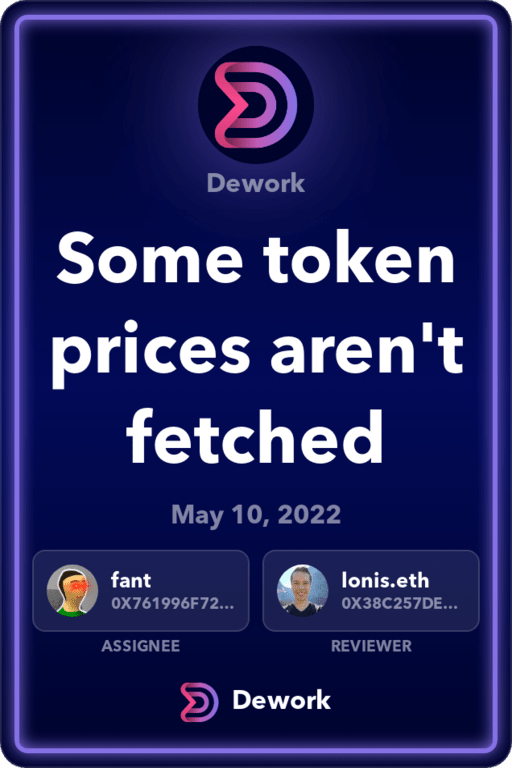 Dework
Some token
prices aren't
fetched
May 10, 2022
fant
0X761996F72...
ASSIGNEE
lonis.eth
0X38C257DE...
REVIEWER
Dework